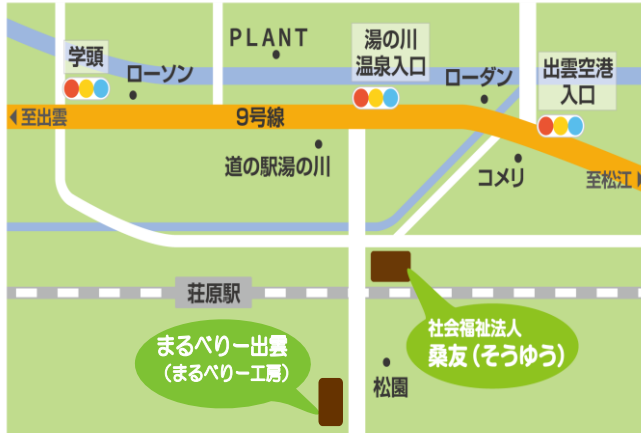 学頭
ローソン
PLANT
湯の川
温泉入口
ローダン
出雲空港
入口
至出雲
9号線
道の駅湯の川
コメリ
至松江
荘原駅
まるべりー出雲
(まるべりー工房)
社会福祉法人
桑友(そうゆう)
松園